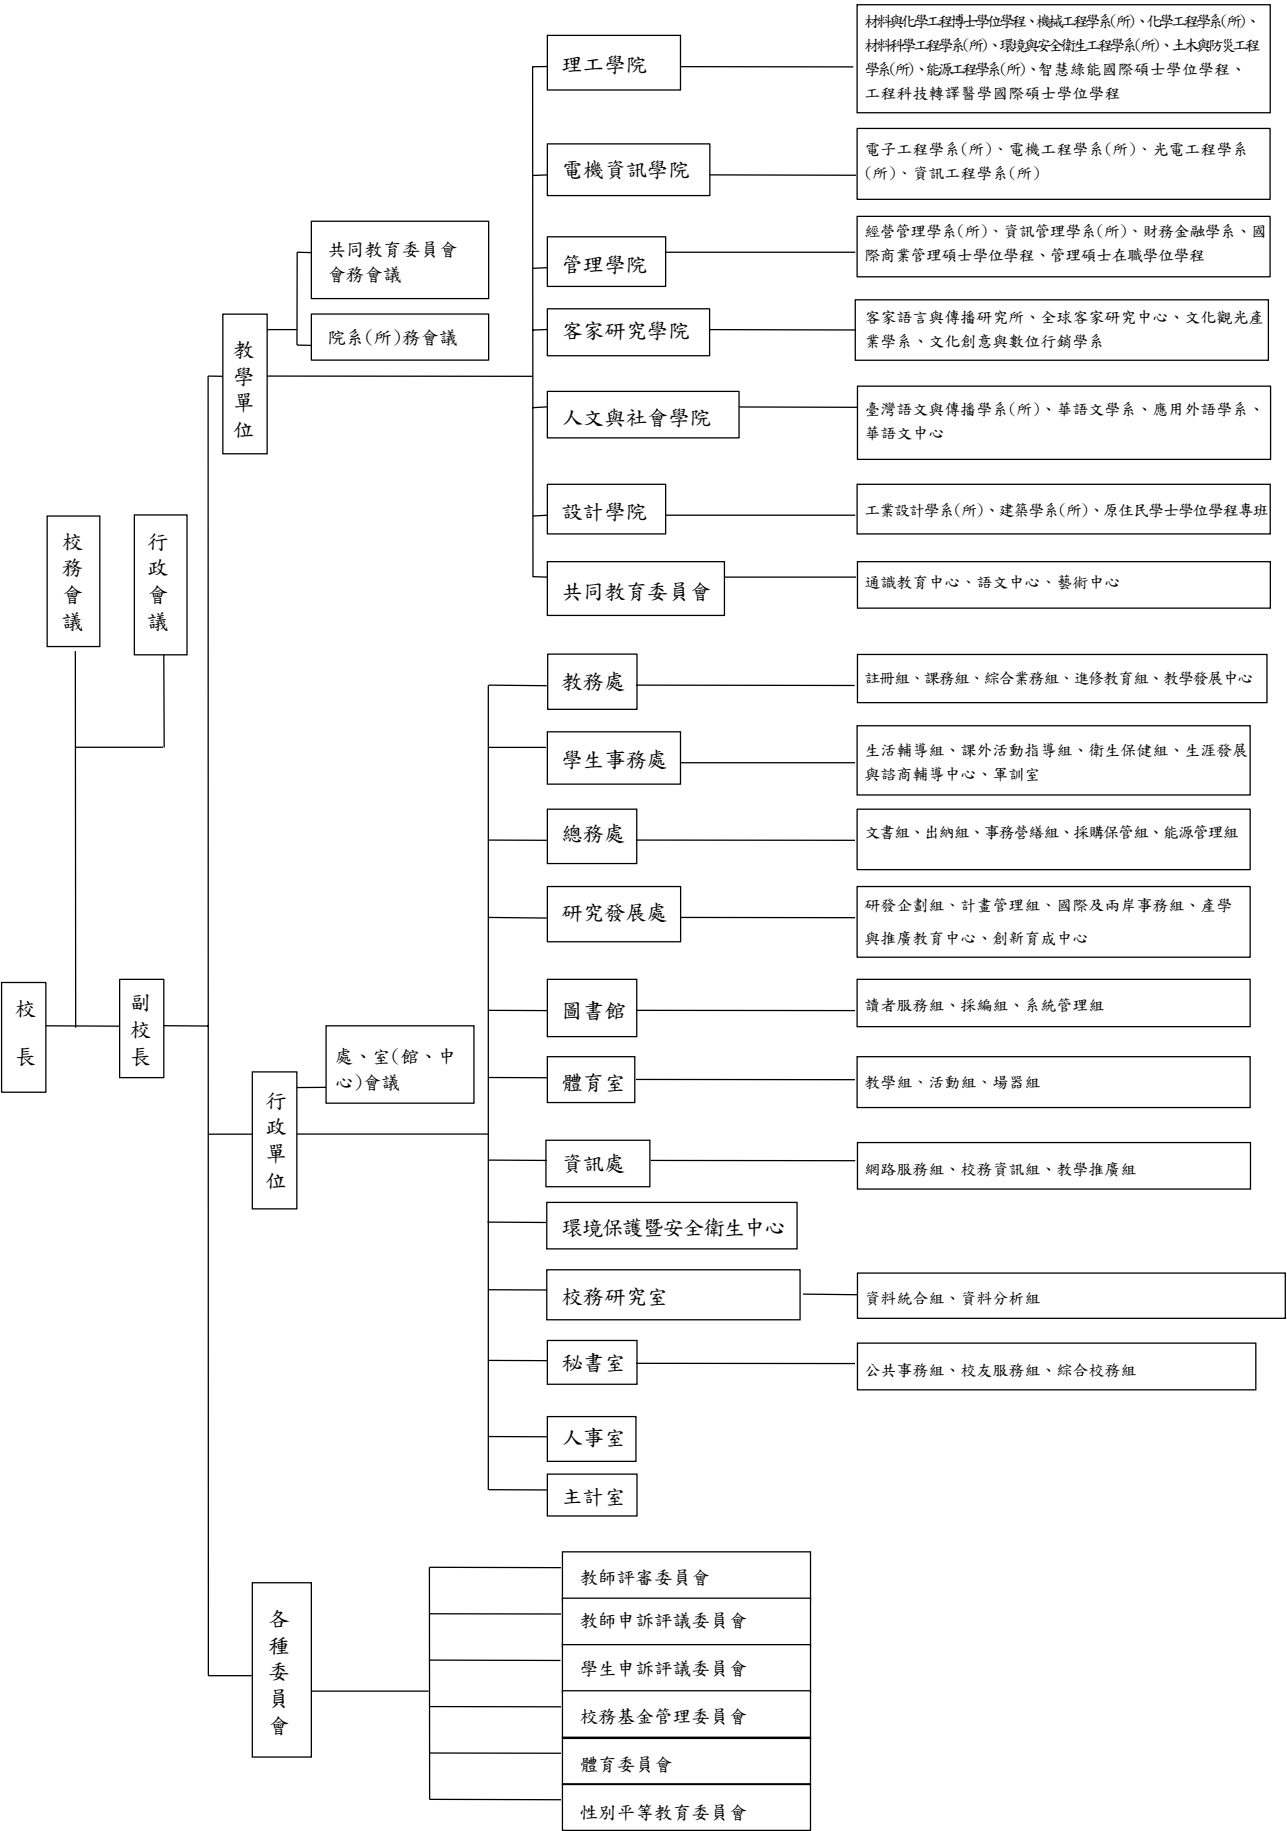 校長
副校長
校務會議
行政會議
教學單位
共同教育委員會
會務會議
院系(所)務會議
理工學院
材料與化學工程博士學位學程、機械工程學系(所)、化學工程學系(所)、
材料科學工程學系(所)、環境與安全衛生工程學系(所)、土木與防災工程
學系(所)、能源工程學系(所)、智慧綠能國際碩士學位學程、
工程科技轉譯醫學國際碩士學位學程
電機資訊學院
電子工程學系(所)、電機工程學系(所)、光電工程學系
(所)、資訊工程學系(所)
管理學院
經營管理學系(所)、資訊管理學系(所)、財務金融學系、國
際商業管理碩士學位學程、管理碩士在職學位學程
客家研究學院
客家語言與傳播研究所、全球客家研究中心、文化觀光產
業學系、文化創意與數位行銷學系
人文與社會學院
臺灣語文與傳播學系(所)、華語文學系、應用外語學系、
華語文中心
設計學院
工業設計學系(所)、建築學系(所)、原住民學士學位學程專班
共同教育委員會
通識教育中心、語文中心、藝術中心
行政單位
處、室(館、中
心)會議
教務處
註冊組、課務組、綜合業務組、進修教育組、教學發展中心
學生事務處
生活輔導組、課外活動指導組、衛生保健組、生涯發展
與諮商輔導中心、軍訓室
總務處
文書組、出納組、事務營繕組、採購保管組、能源管理組
研究發展處
研發企劃組、計畫管理組、國際及兩岸事務組、產學
與推廣教育中心、創新育成中心
圖書館
讀者服務組、採編組、系統管理組
體育室
教學組、活動組、場器組
資訊處
網路服務組、校務資訊組、教學推廣組
環境保護暨安全衛生中心
校務研究室
資料統合組、資料分析組
秘書室
公共事務組、校友服務組、綜合校務組
人事室
主計室
各種委員會
教師評審委員會
教師申訴評議委員會
學生申訴評議委員會
校務基金管理委員會
體育委員會
性別平等教育委員會